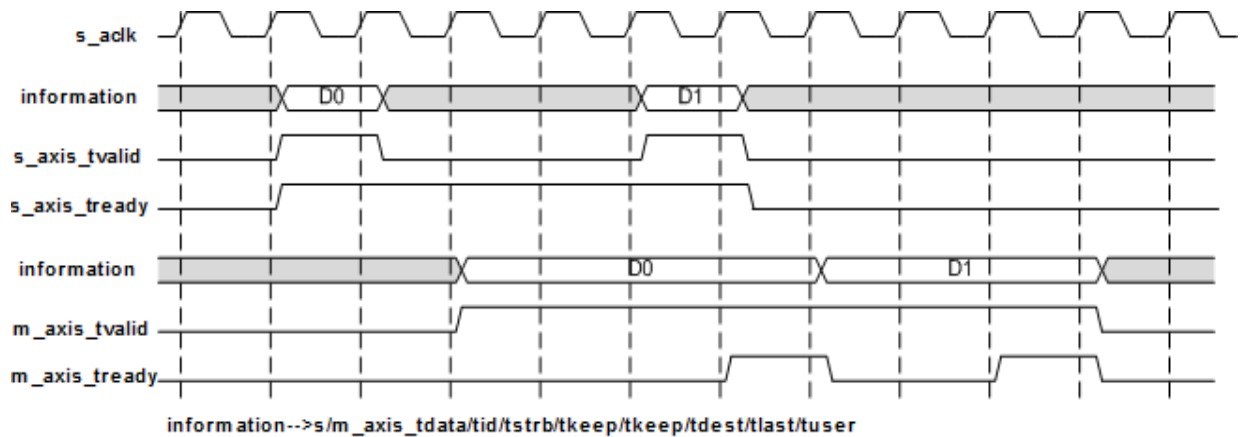 s_aclk
information D0 D1
s_axis_tvalid
s_axis_tready
information D0 D1
m_axis_tvalid
m_axis_tready
information-->s/m_axis_tdata/tid/tstrb/tkeep/tkeep/tdest/tlast/tuser